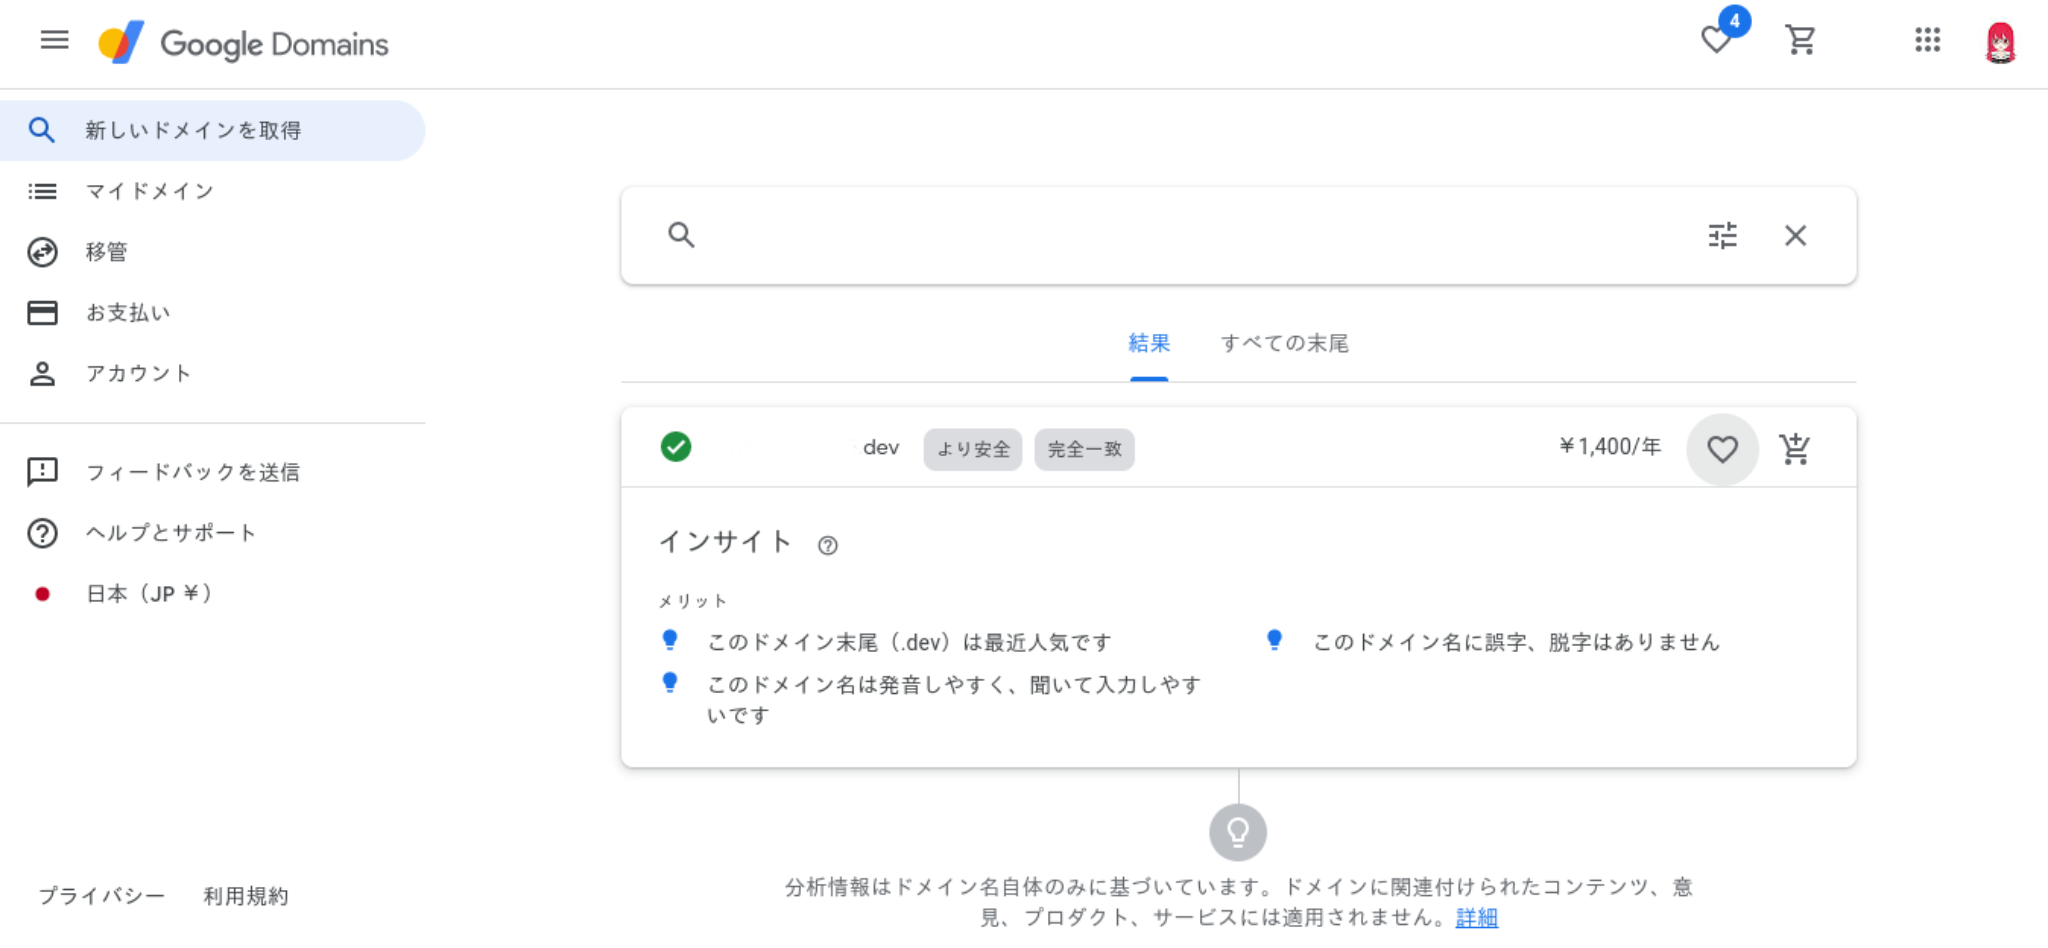 Google Domains
4
新しいドメインを取得
マイドメイン
移管
お支払い
アカウント
フィードバックを送信
ヘルプとサポート
日本（JP ¥）
プライバシー
利用規約
結果
すべての末尾
dev
より安全
完全一致
¥1,400/年
インサイト
メリット
このドメイン末尾（.dev）は最近人気です
このドメイン名に誤字、脱字はありません
このドメイン名は発音しやすく、聞いて入力しやす
いです
分析情報はドメイン名自体のみに基づいています。ドメインに関連付けられたコンテンツ、意
見、プロダクト、サービスには適用されません。詳細